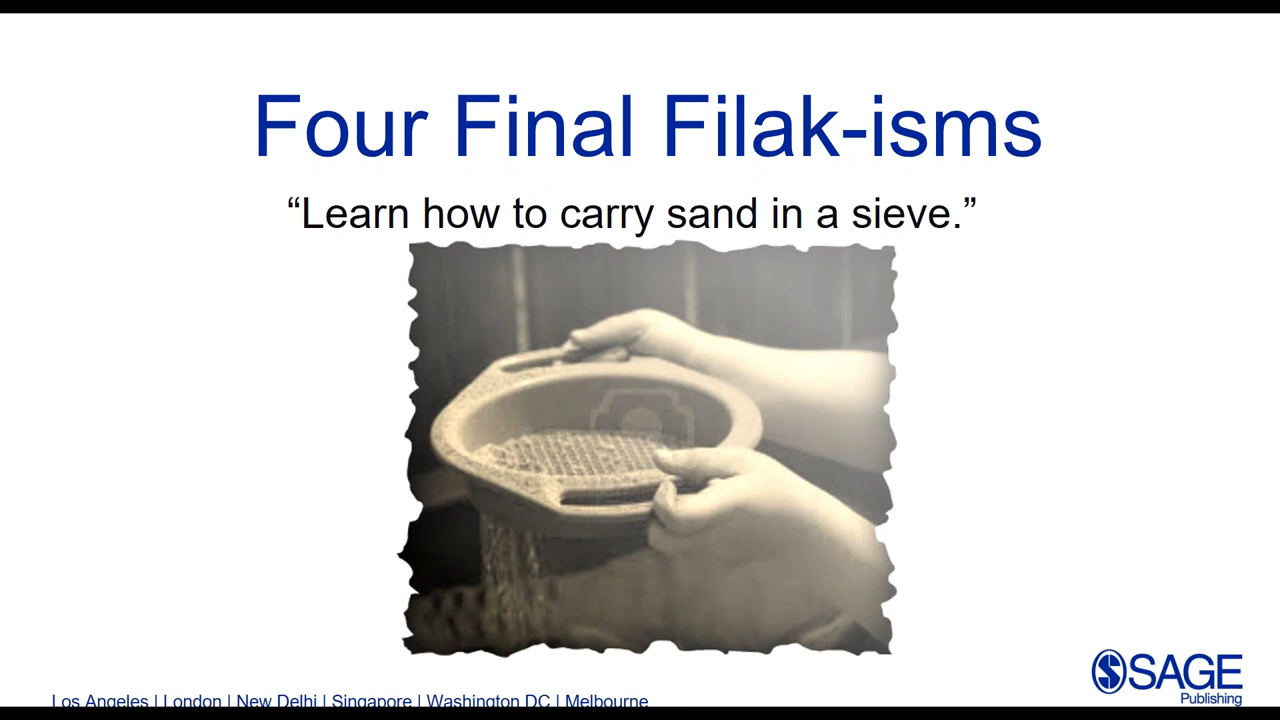 Four Final Filak-isms
“Learn how to carry sand in a sieve.”
SAGE
Publishing
Los Angeles | London | New Delhi | Singapore | Washington DC | Melbourne